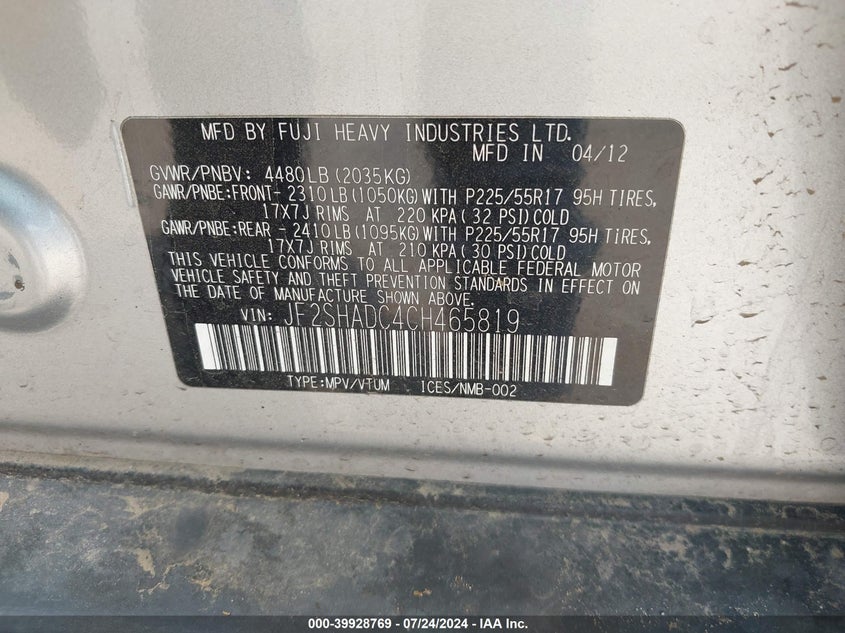 MFD BY FUJI HEAVY INDUSTRIES LTD.
MFD IN 04/12
GVWR/PNBV: 4480LB(2035KG)
GAWR/PNBE:FRONT- 2310LB(1050KG)WITH P225/55R17 95H TIRES,
17X7J RIMS AT 220 KPA(32 PSI)COLD
GAWR/PNBE:REAR - 2410LB(1095KG)WITH P225/55R17 95H TIRES,
17X7J RIMS AT 210 KPA(30 PSI)COLD
THIS VEHICLE CONFORMS TO ALL APPLICABLE FEDERAL MOTOR
VEHICLE SAFETY AND THEFT PREVENTION STANDARDS IN EFFECT ON
THE DATE OF MANUFACTURE SHOWN ABOVE.
VIN: JF2SHADC4CH465819
TYPE:MPV/VTUM ICES/NMB-002
000-39928769 / 07/24/2024 - IAA Inc.